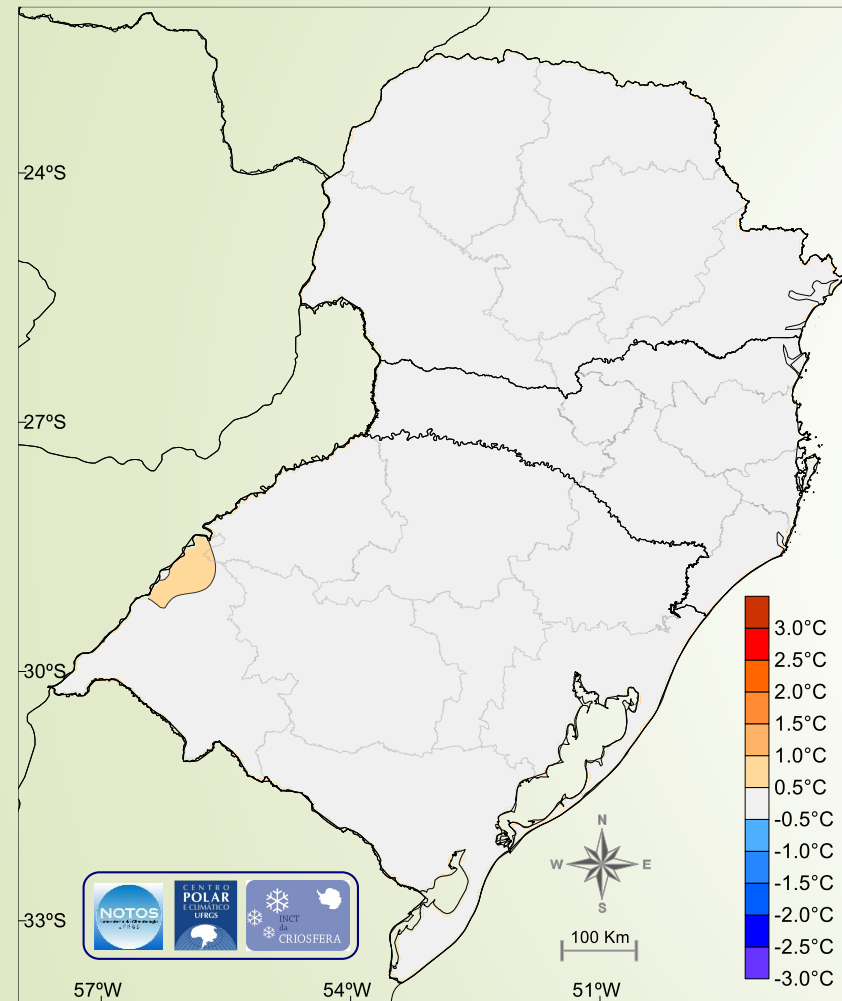 24ºS
27ºS
30ºS
33ºS
57ºW
54ºW
51ºW
3.0°C
2.5°C
2.0°C
1.5°C
1.0°C
0.5°C
-0.5°C
-1.0°C
-1.5°C
-2.0°C
-2.5°C
-3.0°C
N
W
E
S
100 Km
NOTOS
UFRGS
CENTRO
POLAR
E CLIMÁTICO
UFRGS
INCT
da
CRIOSFERA